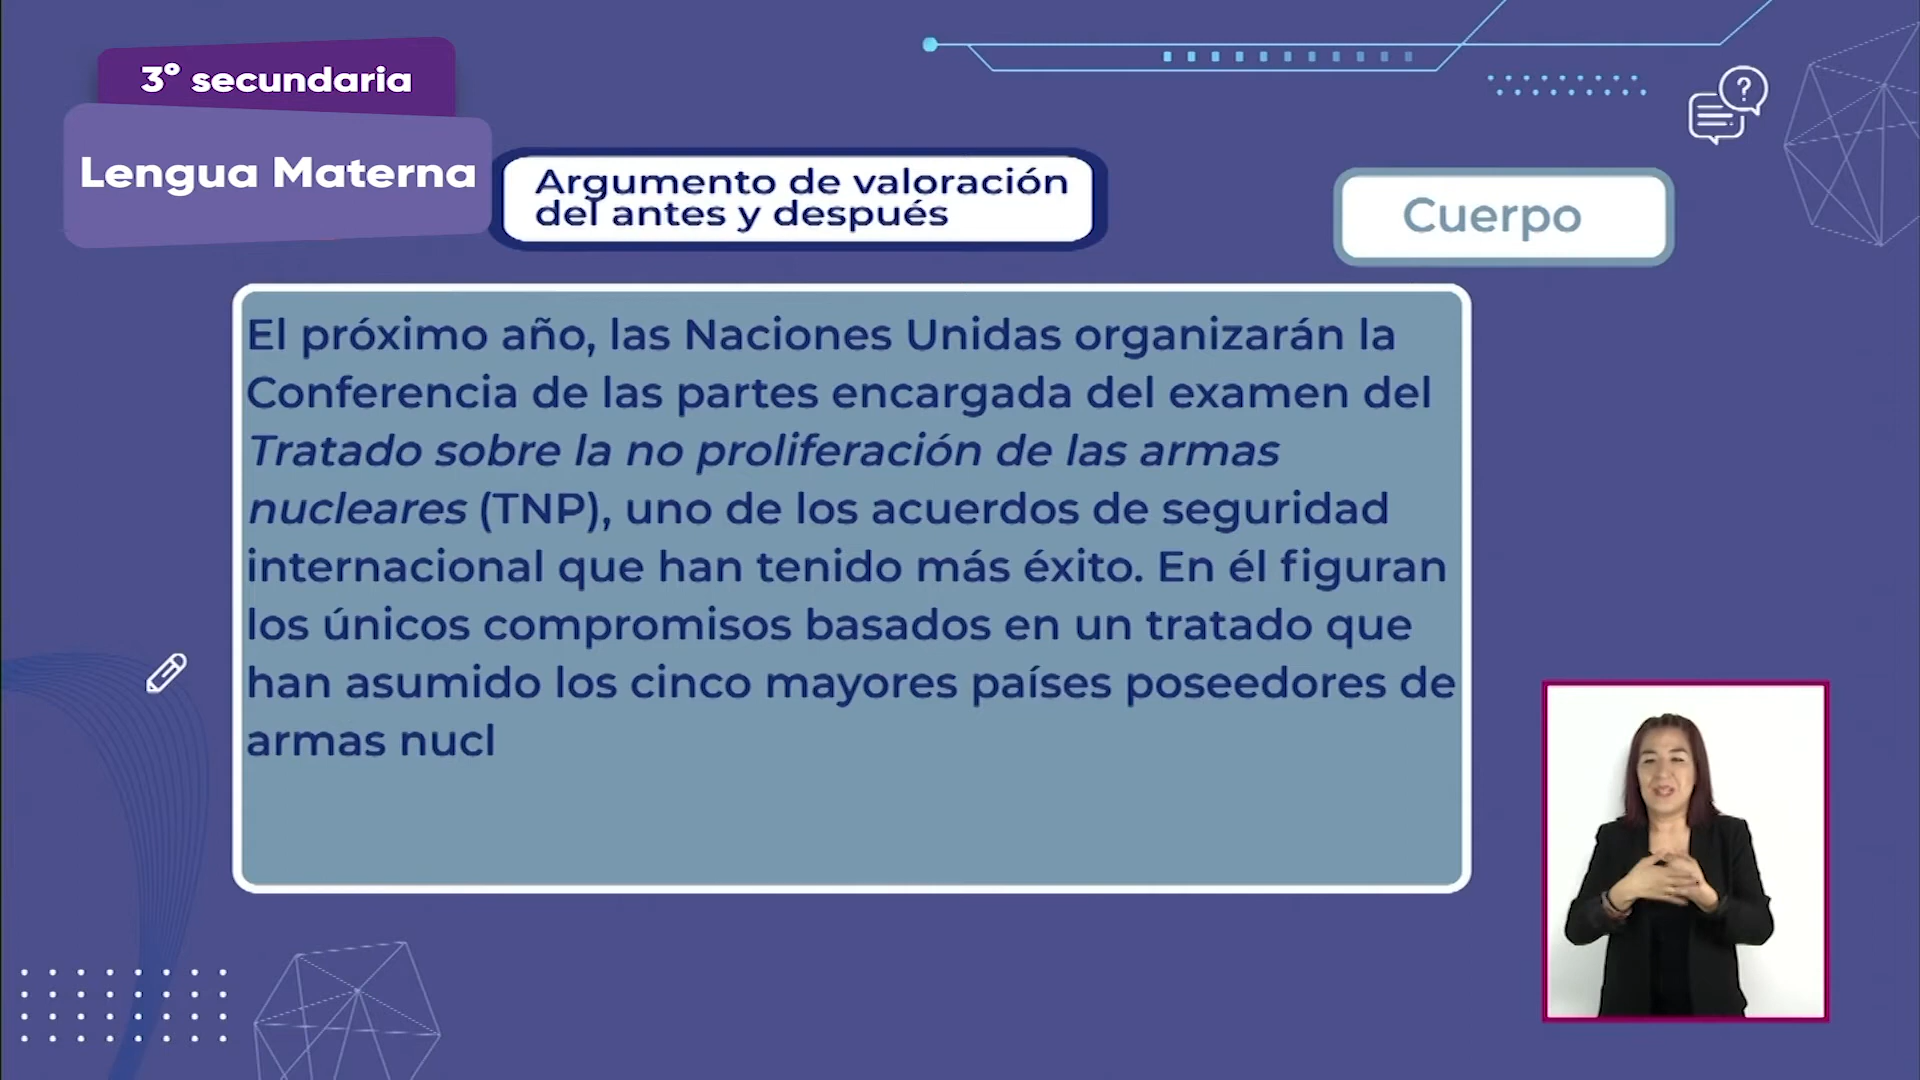 3º secundaria
Lengua Materna
Argumento de valoración
del antes y después
Cuerpo
El próximo año, las Naciones Unidas organizarán la
Conferencia de las partes encargada del examen del
Tratado sobre la no proliferación de las armas
nucleares (TNP), uno de los acuerdos de seguridad
internacional que han tenido más éxito. En él figuran
los únicos compromisos basados en un tratado que
han asumido los cinco mayores países poseedores de
armas nucl